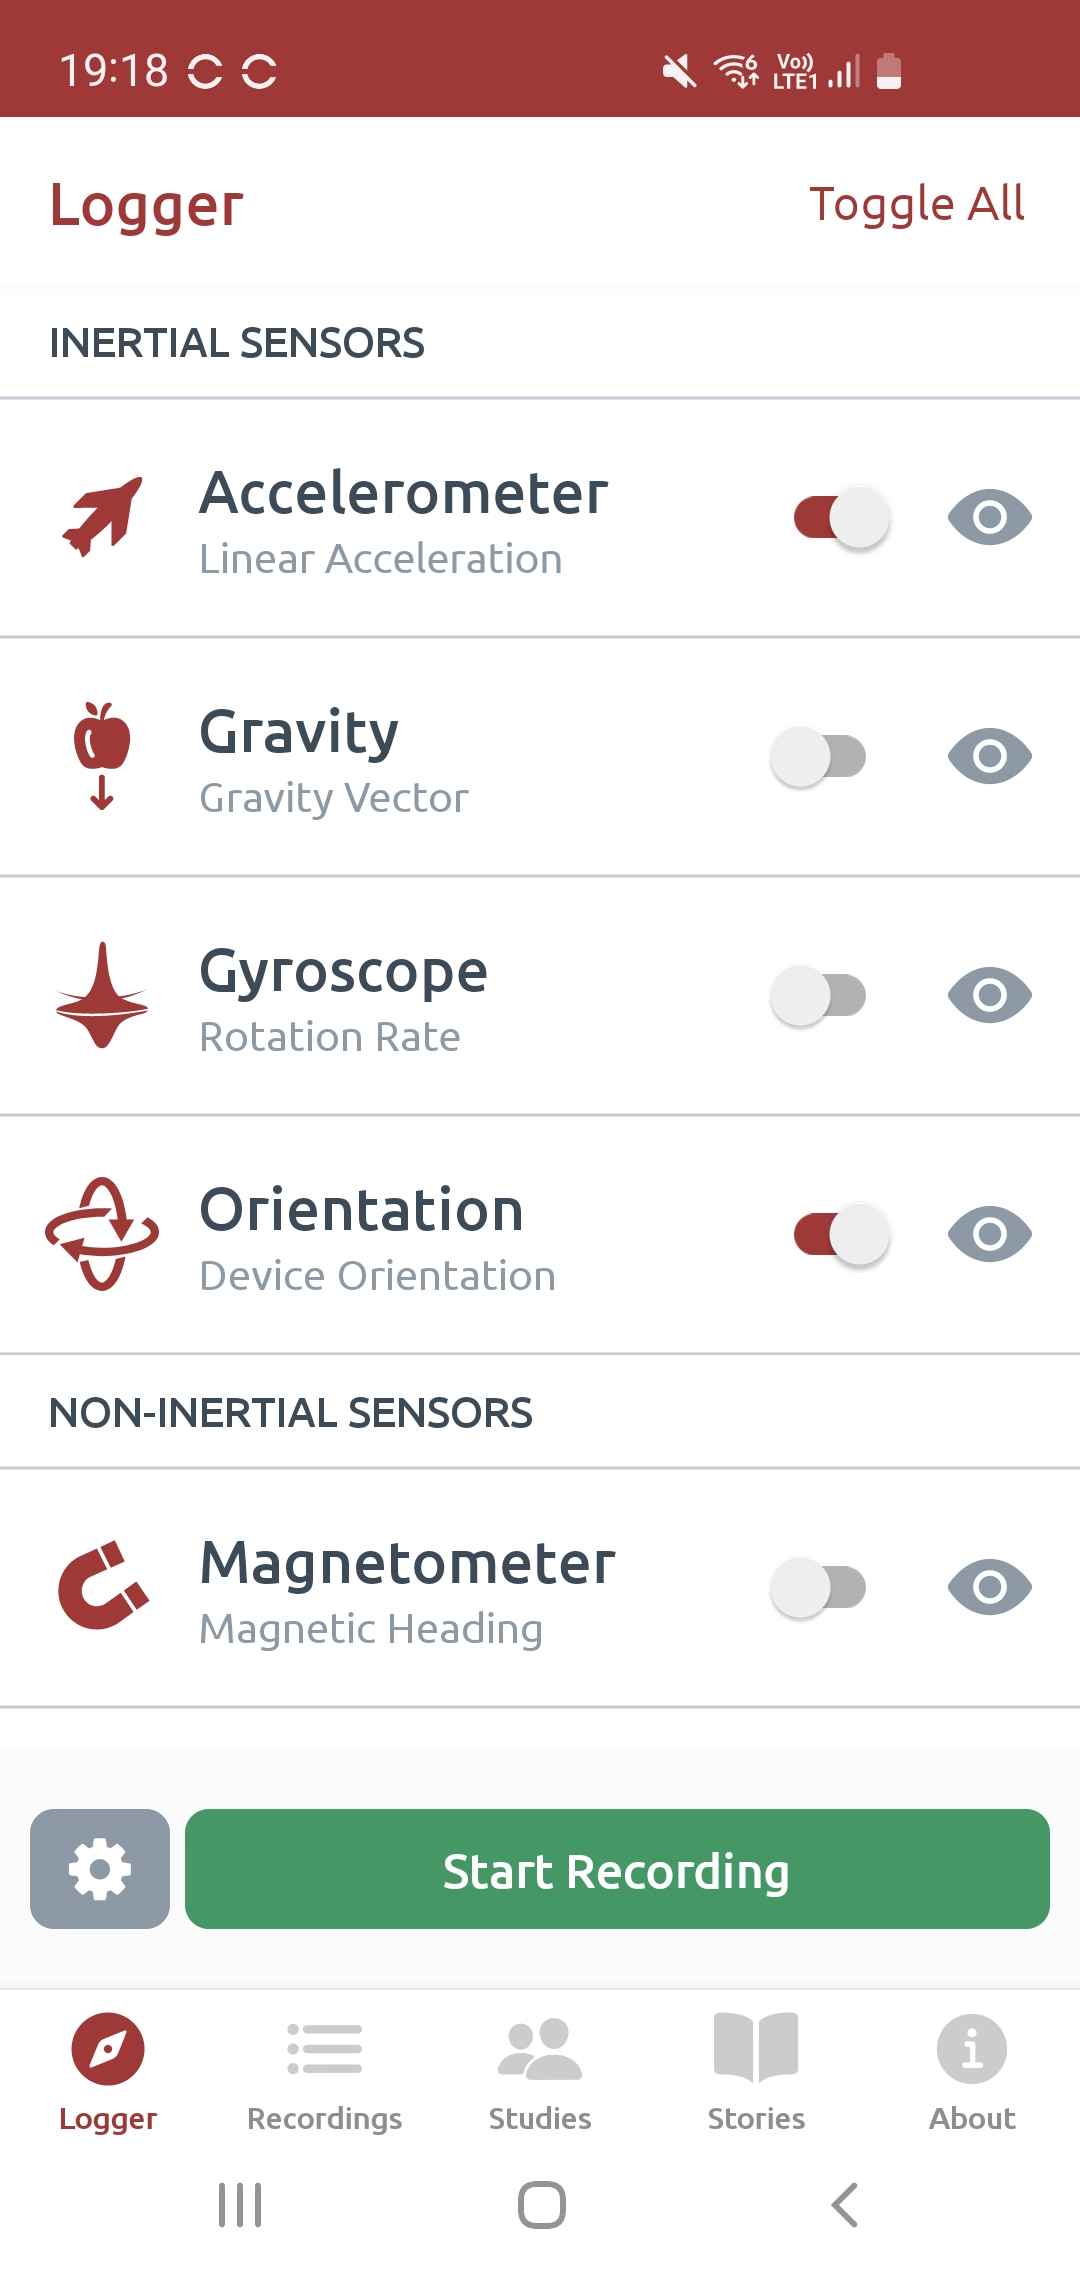 19:18
6 Vo)) LTE1
Logger
Toggle All
INERTIAL SENSORS
Accelerometer
Linear Acceleration
Gravity
Gravity Vector
Gyroscope
Rotation Rate
Orientation
Device Orientation
NON-INERTIAL SENSORS
Magnetometer
Magnetic Heading
Start Recording
Logger
Recordings
Studies
Stories
About